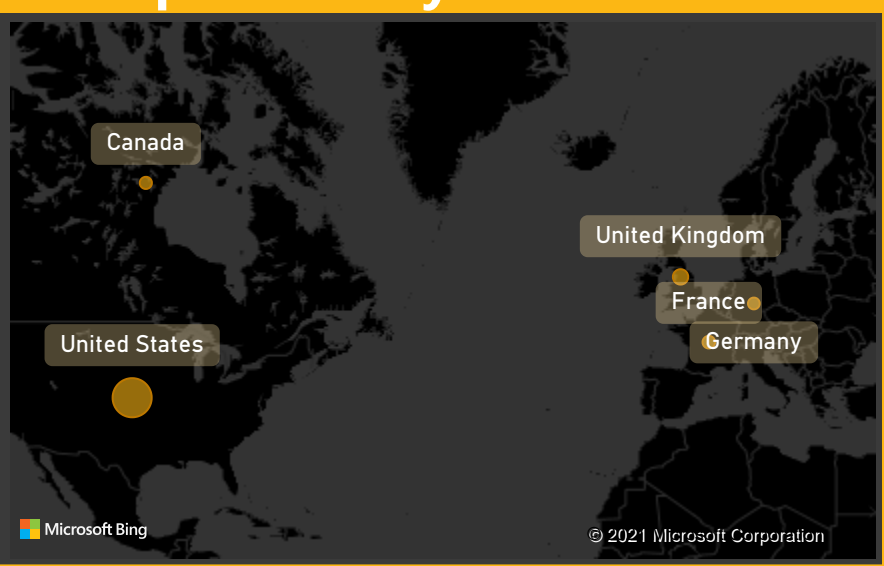 Canada
United Kingdom
France
United States
Germany
Microsoft Bing
© 2021 Microsoft Corporation